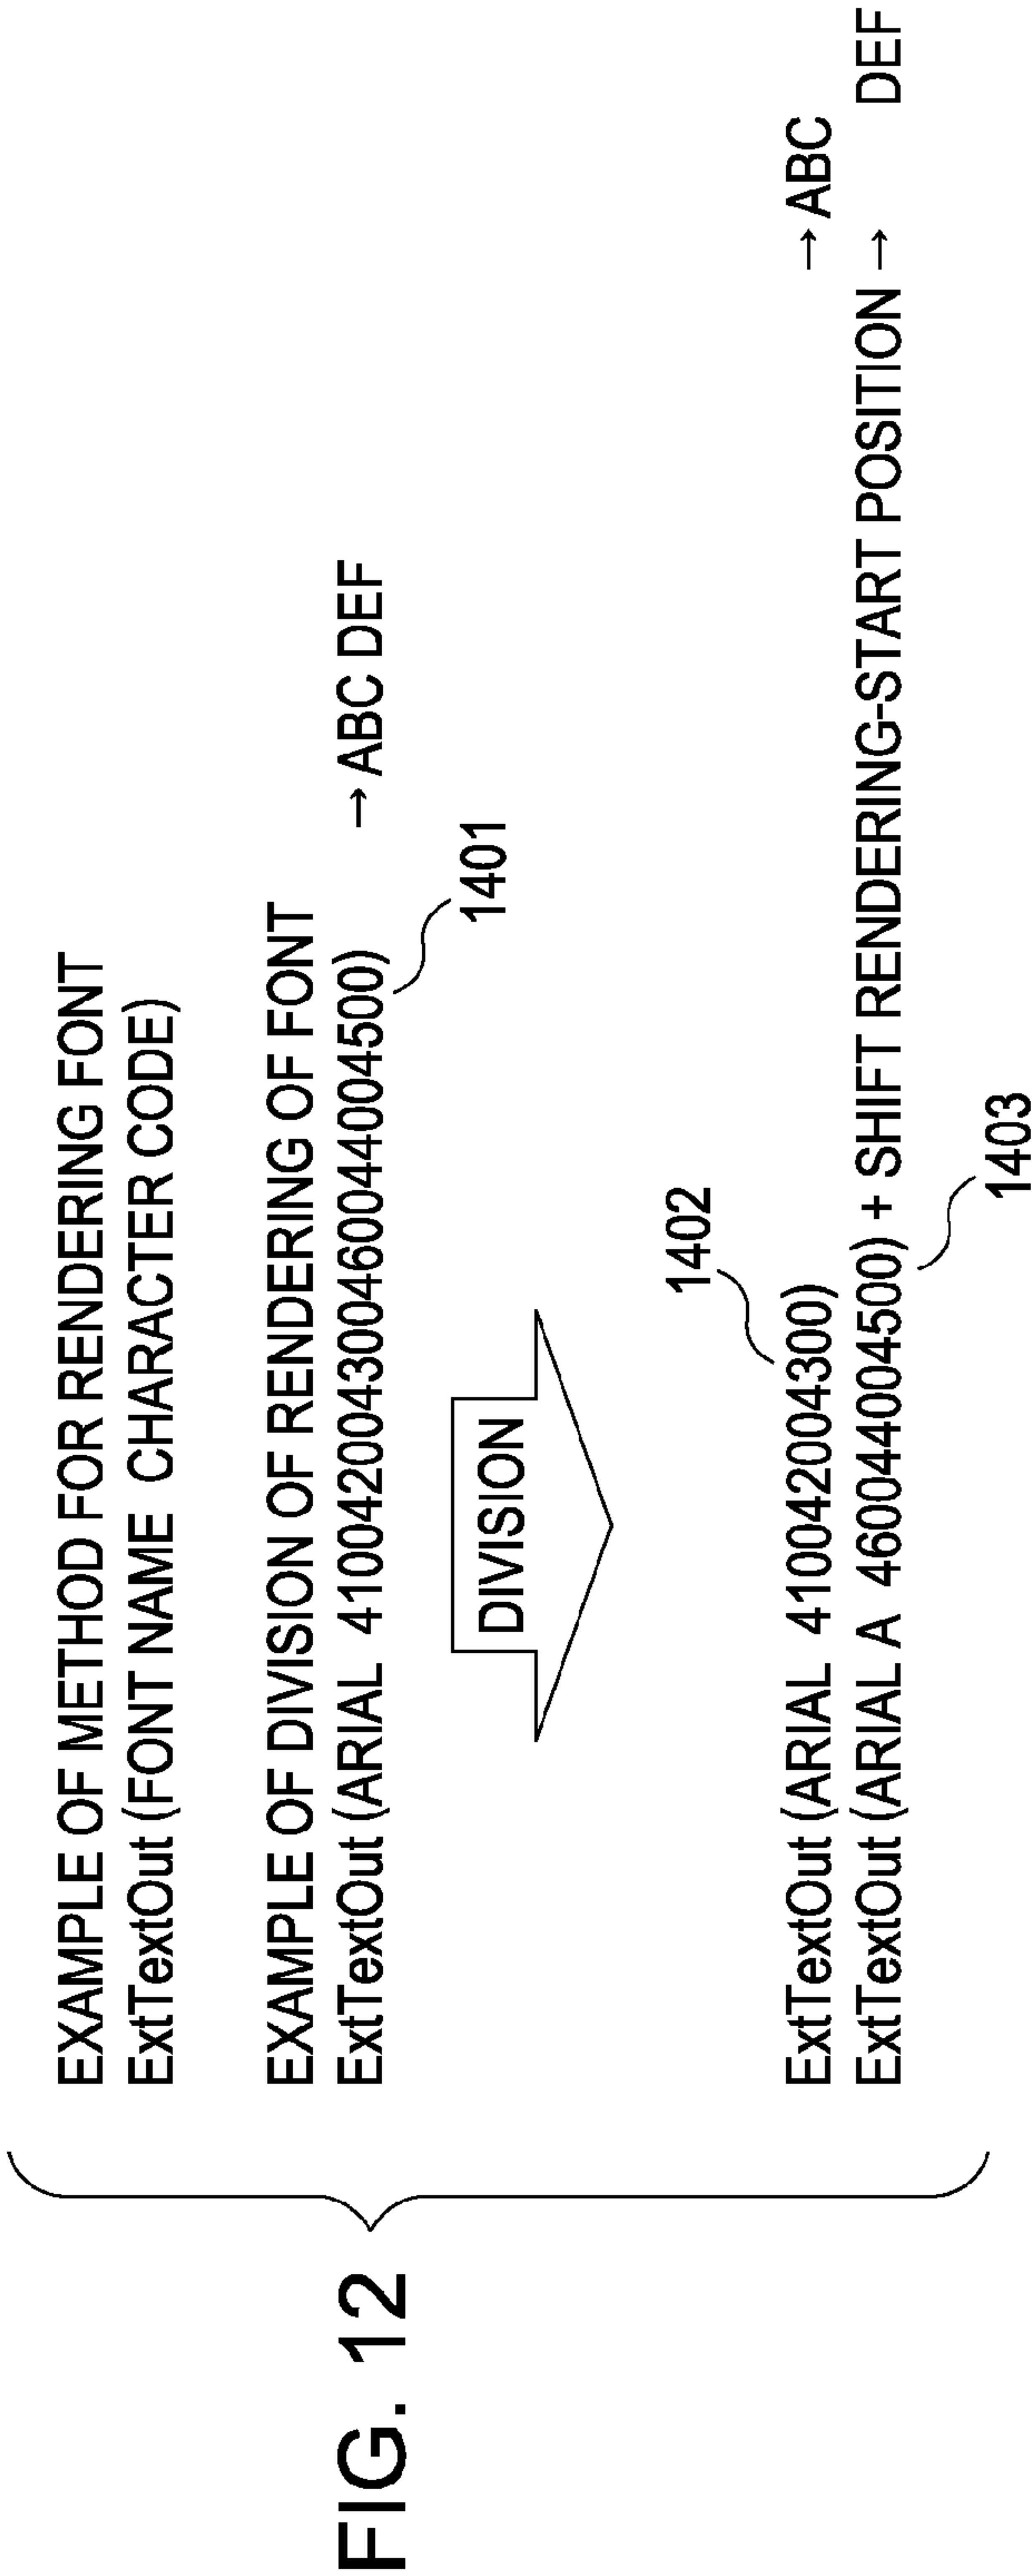 FIG. 12
EXAMPLE OF METHOD FOR RENDERING FONT
ExtTextOut (FONT NAME CHARACTER CODE)
EXAMPLE OF DIVISION OF RENDERING OF FONT
ExtTextOut (ARIAL 410042004300460044004500) → ABC DEF
1401
DIVISION
1402
ExtTextOut (ARIAL 410042004300) → ABC
ExtTextOut (ARIAL A 460044004500) + SHIFT RENDERING-START POSITION → DEF
1403